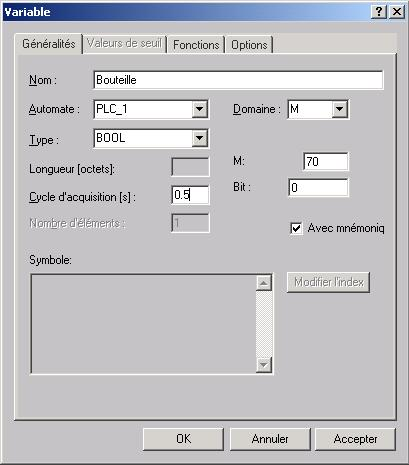 Variable
Généralités Valeurs de seuil Fonctions Options
Nom : Bouteille
Automate : PLC_1 Domaine : M
Type : BOOL
Longueur [octets]: M: 70
Cycle d'acquisition [s] : 0.5 Bit : 0
Nombre d'éléments : 1 Avec mnémoniq
Symbole:
Modifier l'index
OK Annuler Accepter